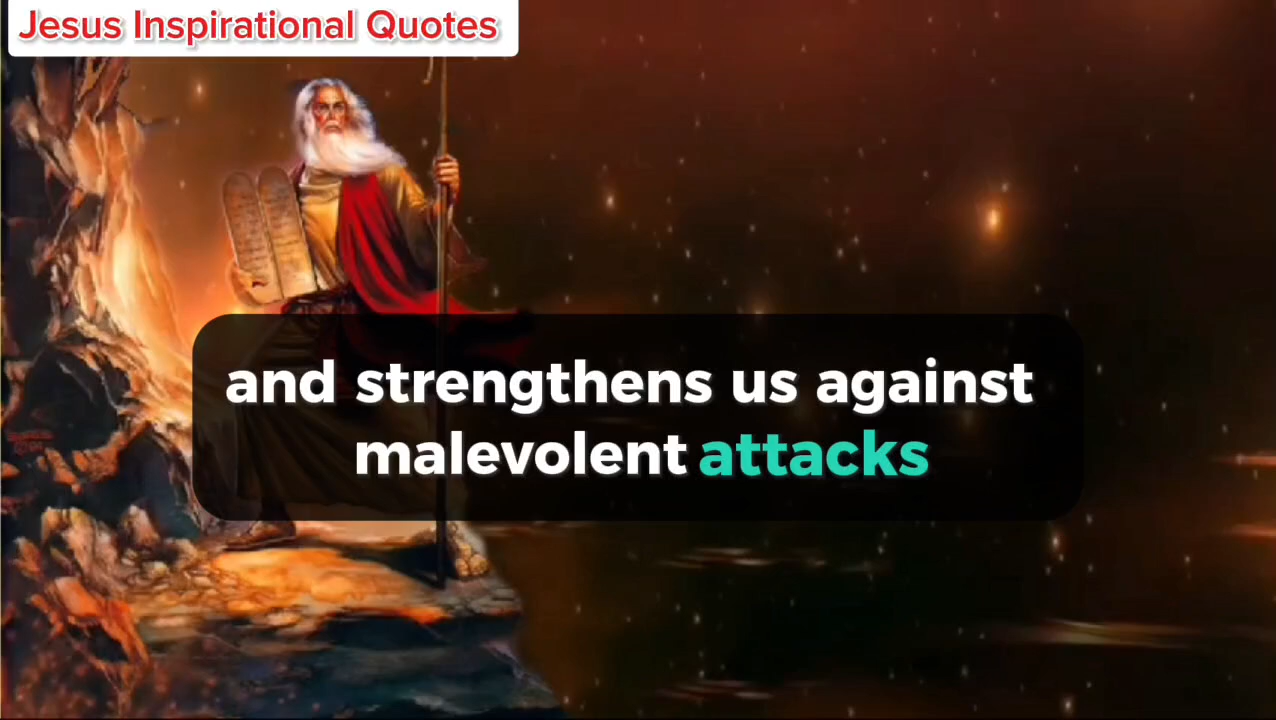 Jesus Inspirational Quotes
and strengthens us against
malevolent attacks